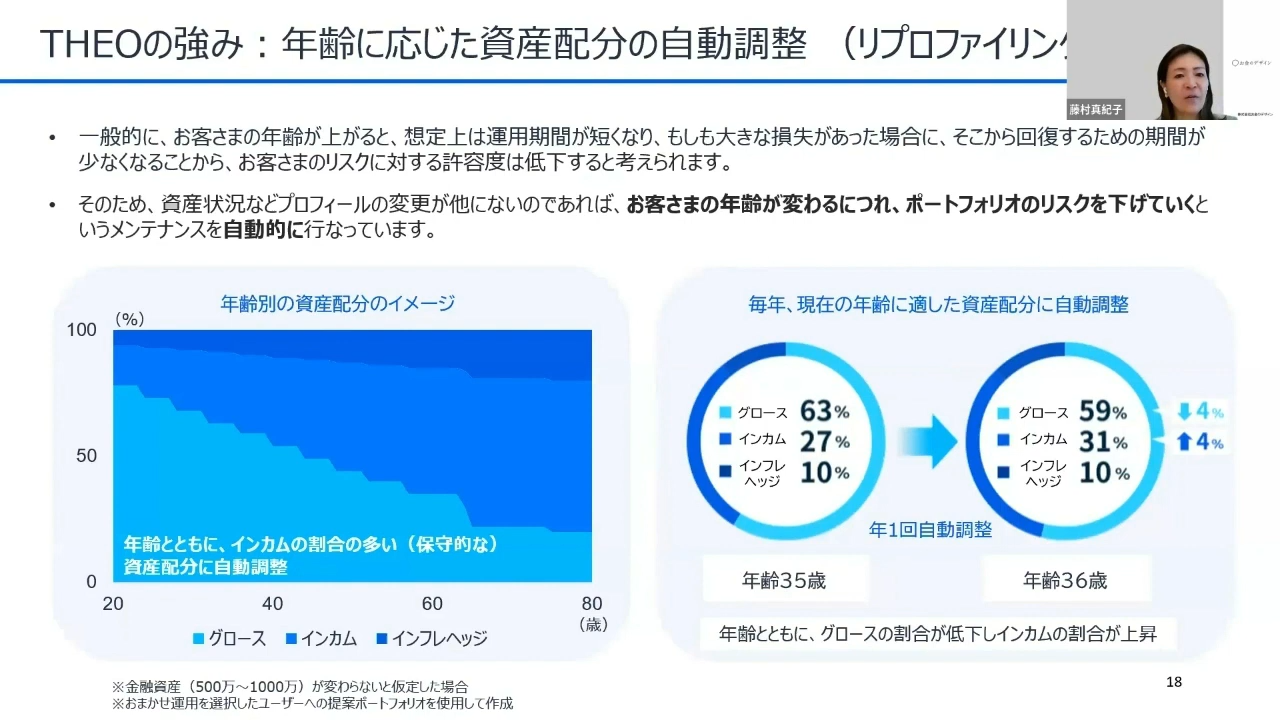 THEOの強み：年齢に応じた資産配分の自動調整 （リプロファイリング
お金のデザイン
藤村真紀子
株式会社お金のデザイン
• 一般的に、お客さまの年齢が上がると、想定上は運用期間が短くなり、もしも大きな損失があった場合に、そこから回復するための期間が
少なくなることから、お客さまのリスクに対する許容度は低下すると考えられます。
• そのため、資産状況などプロフィールの変更が他にないのであれば、お客さまの年齢が変わるにつれ、ポートフォリオのリスクを下げていくと
いうメンテナンスを自動的に行なっています。
年齢別の資産配分のイメージ
(%)
100
50
0
年齢とともに、インカムの割合の多い（保守的な）
資産配分に自動調整
20 40 60 80
（歳）
グロース インカム インフレヘッジ
毎年、現在の年齢に適した資産配分に自動調整
グロース 63%
インカム 27%
インフレ
ヘッジ 10%
グロース 59%
インカム 31%
インフレ
ヘッジ 10%
4%
4%
年1回自動調整
年齢35歳
年齢36歳
年齢とともに、グロースの割合が低下しインカムの割合が上昇
※金融資産（500万～1000万）が変わらないと仮定した場合
※おまかせ運用を選択したユーザーへの提案ポートフォリオを使用して作成
18